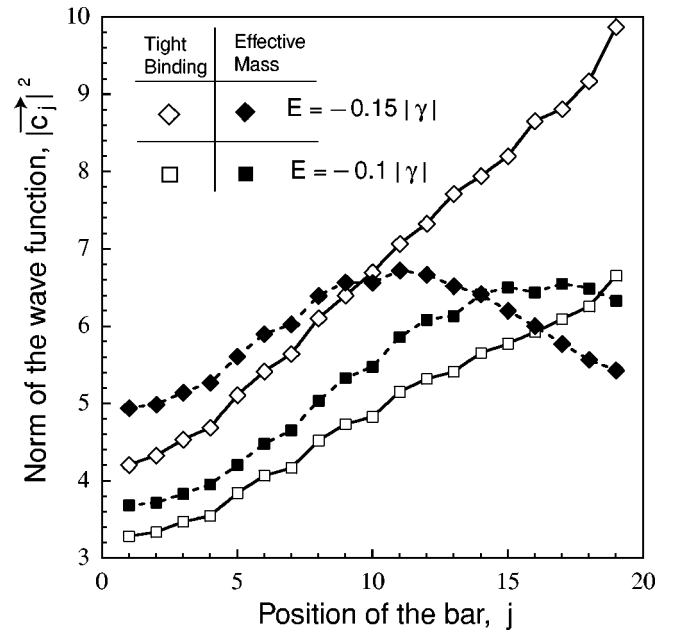 10
9
8
7
6
5
4
3
0
5
10
15
20
Norm of the wave function, |c⃗ⱼ|²
Position of the bar, j
Tight Binding
Effective Mass
E = −0.15 |γ|
E = −0.1 |γ|